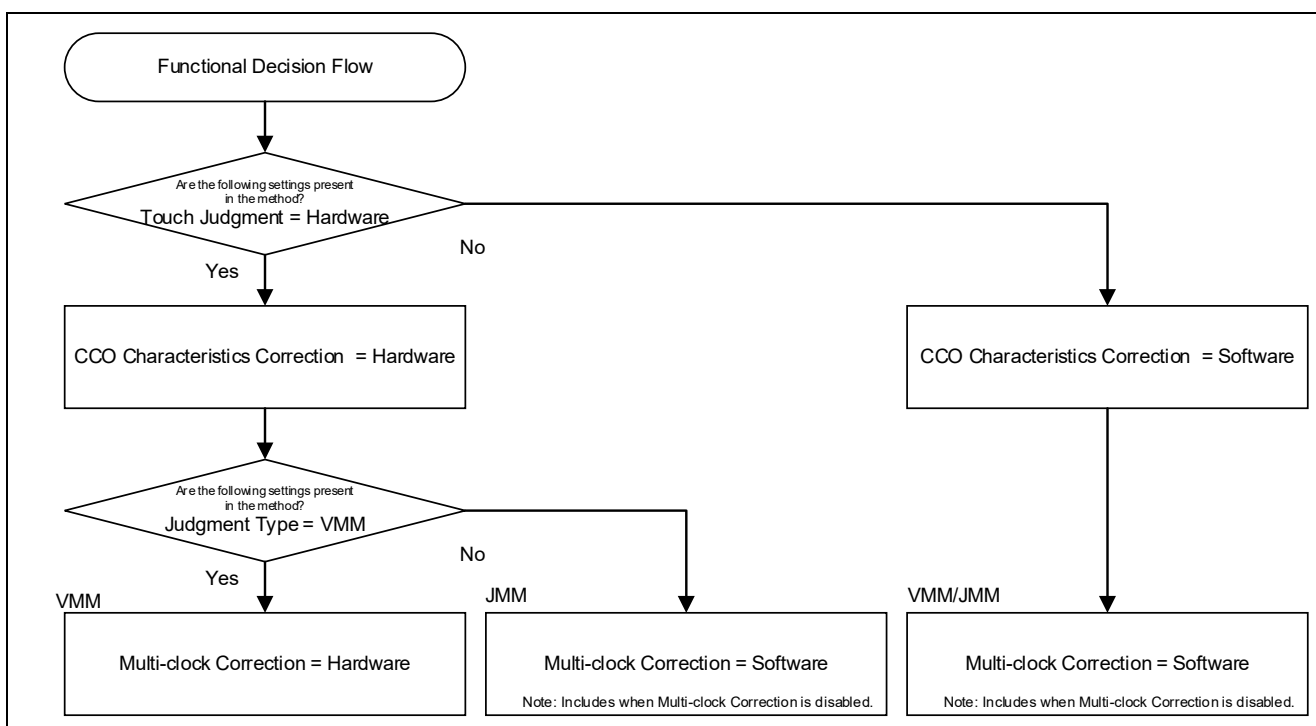 Functional Decision Flow
Are the following settings present
in the method?
Touch Judgment = Hardware
No
Yes
CCO Characteristics Correction = Hardware
CCO Characteristics Correction = Software
Are the following settings present
in the method?
Judgment Type = VMM
No
Yes
VMM
JMM
VMM/JMM
Multi-clock Correction = Hardware
Multi-clock Correction = Software
Note: Includes when Multi-clock Correction is disabled.
Multi-clock Correction = Software
Note: Includes when Multi-clock Correction is disabled.